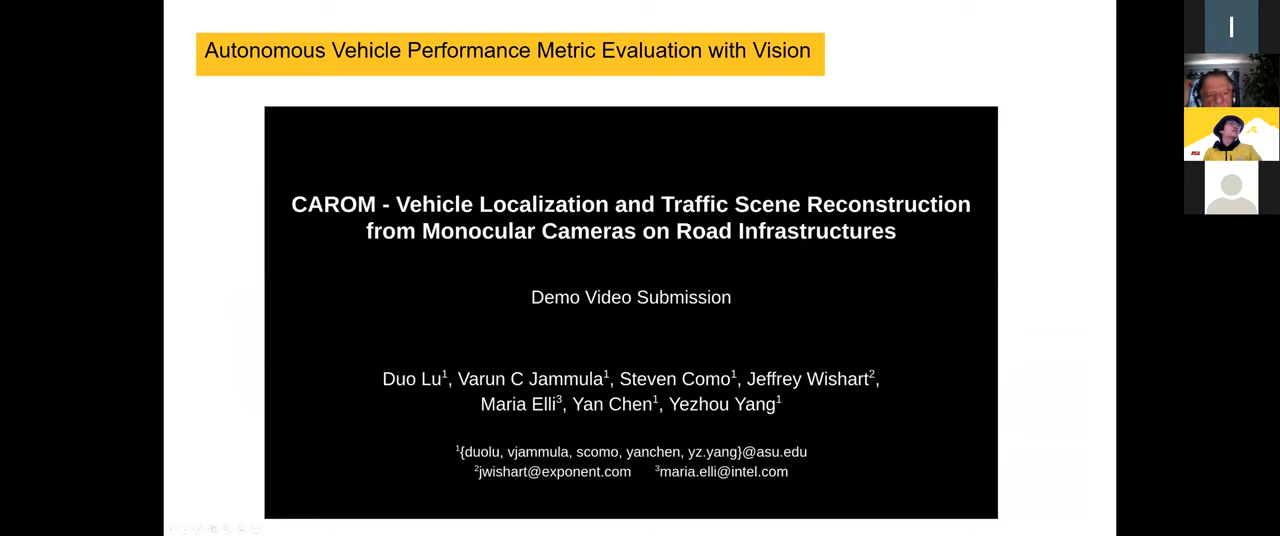 Autonomous Vehicle Performance Metric Evaluation with Vision
I
CAROM - Vehicle Localization and Traffic Scene Reconstruction
from Monocular Cameras on Road Infrastructures
Demo Video Submission
Duo Lu1, Varun C Jammula1, Steven Como1, Jeffrey Wishart2,
Maria Elli3, Yan Chen1, Yezhou Yang1
1{duolu, vjammula, scomo, yanchen, yz.yang}@asu.edu
2jwishart@exponent.com 3maria.elli@intel.com